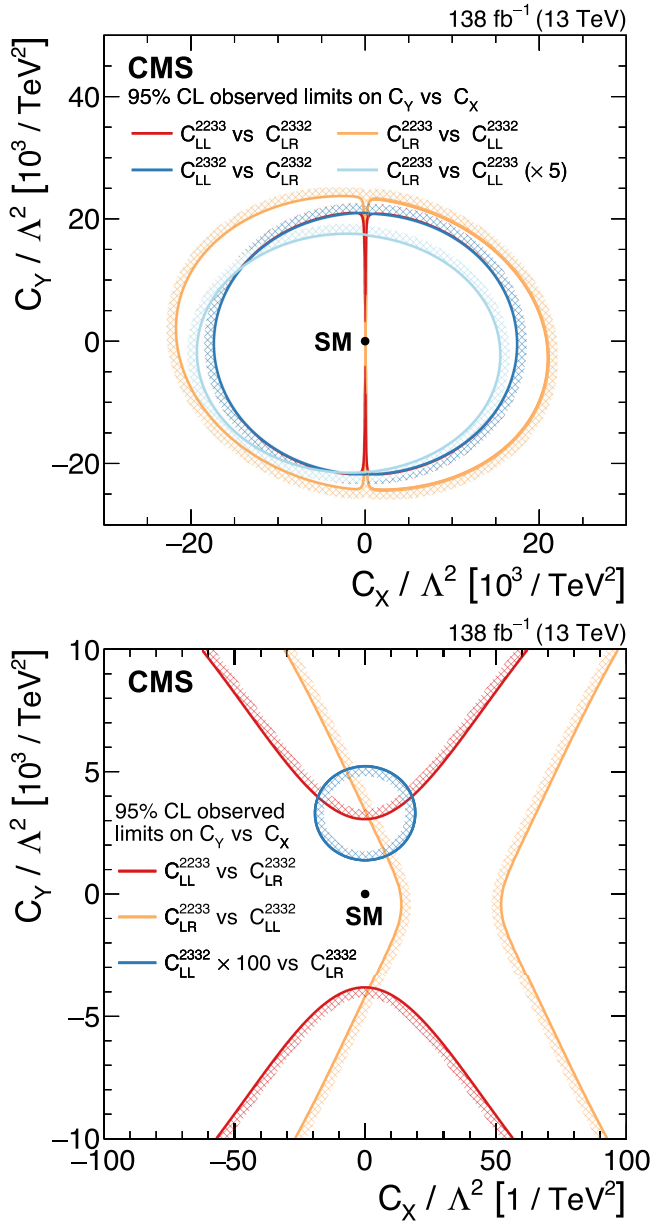 138 fb⁻¹ (13 TeV)
CMS
95% CL observed limits on C_Y vs C_X
C_LL^2233 vs C_LR^2332
C_LR^2233 vs C_LL^2332
C_LL^2332 vs C_LR^2332
C_LR^2233 vs C_LL^2233 (× 5)
C_Y / Λ² [10³ / TeV²]
40
20
0
−20
SM
−20 0 20
C_X / Λ² [10³ / TeV²]
138 fb⁻¹ (13 TeV)
CMS
C_Y / Λ² [10³ / TeV²]
10
5
0
−5
−10
95% CL observed
limits on C_Y vs C_X
C_LL^2233 vs C_LR^2332
C_LR^2233 vs C_LL^2332
C_LL^2332 × 100 vs C_LR^2332
SM
−100 −50 0 50 100
C_X / Λ² [1 / TeV²]